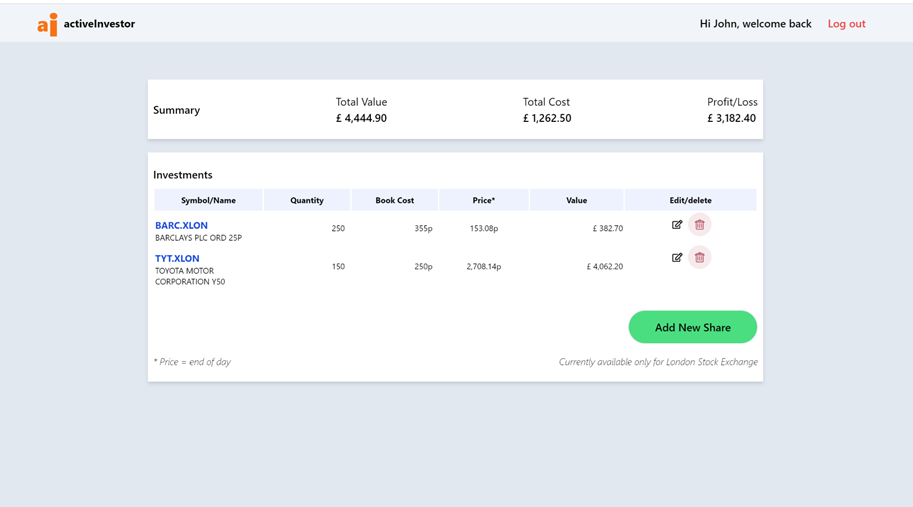 ai activeInvestor
Hi John, welcome back Log out
Summary
Total Value
£ 4,444.90
Total Cost
£ 1,262.50
Profit/Loss
£ 3,182.40
Investments
Symbol/Name Quantity Book Cost Price* Value Edit/delete
BARC.XLON
BARCLAYS PLC ORD 25P
250 355p 153.08p £ 382.70
TYT.XLON
TOYOTA MOTOR
CORPORATION Y50
150 250p 2,708.14p £ 4,062.20
Add New Share
* Price = end of day
Currently available only for London Stock Exchange